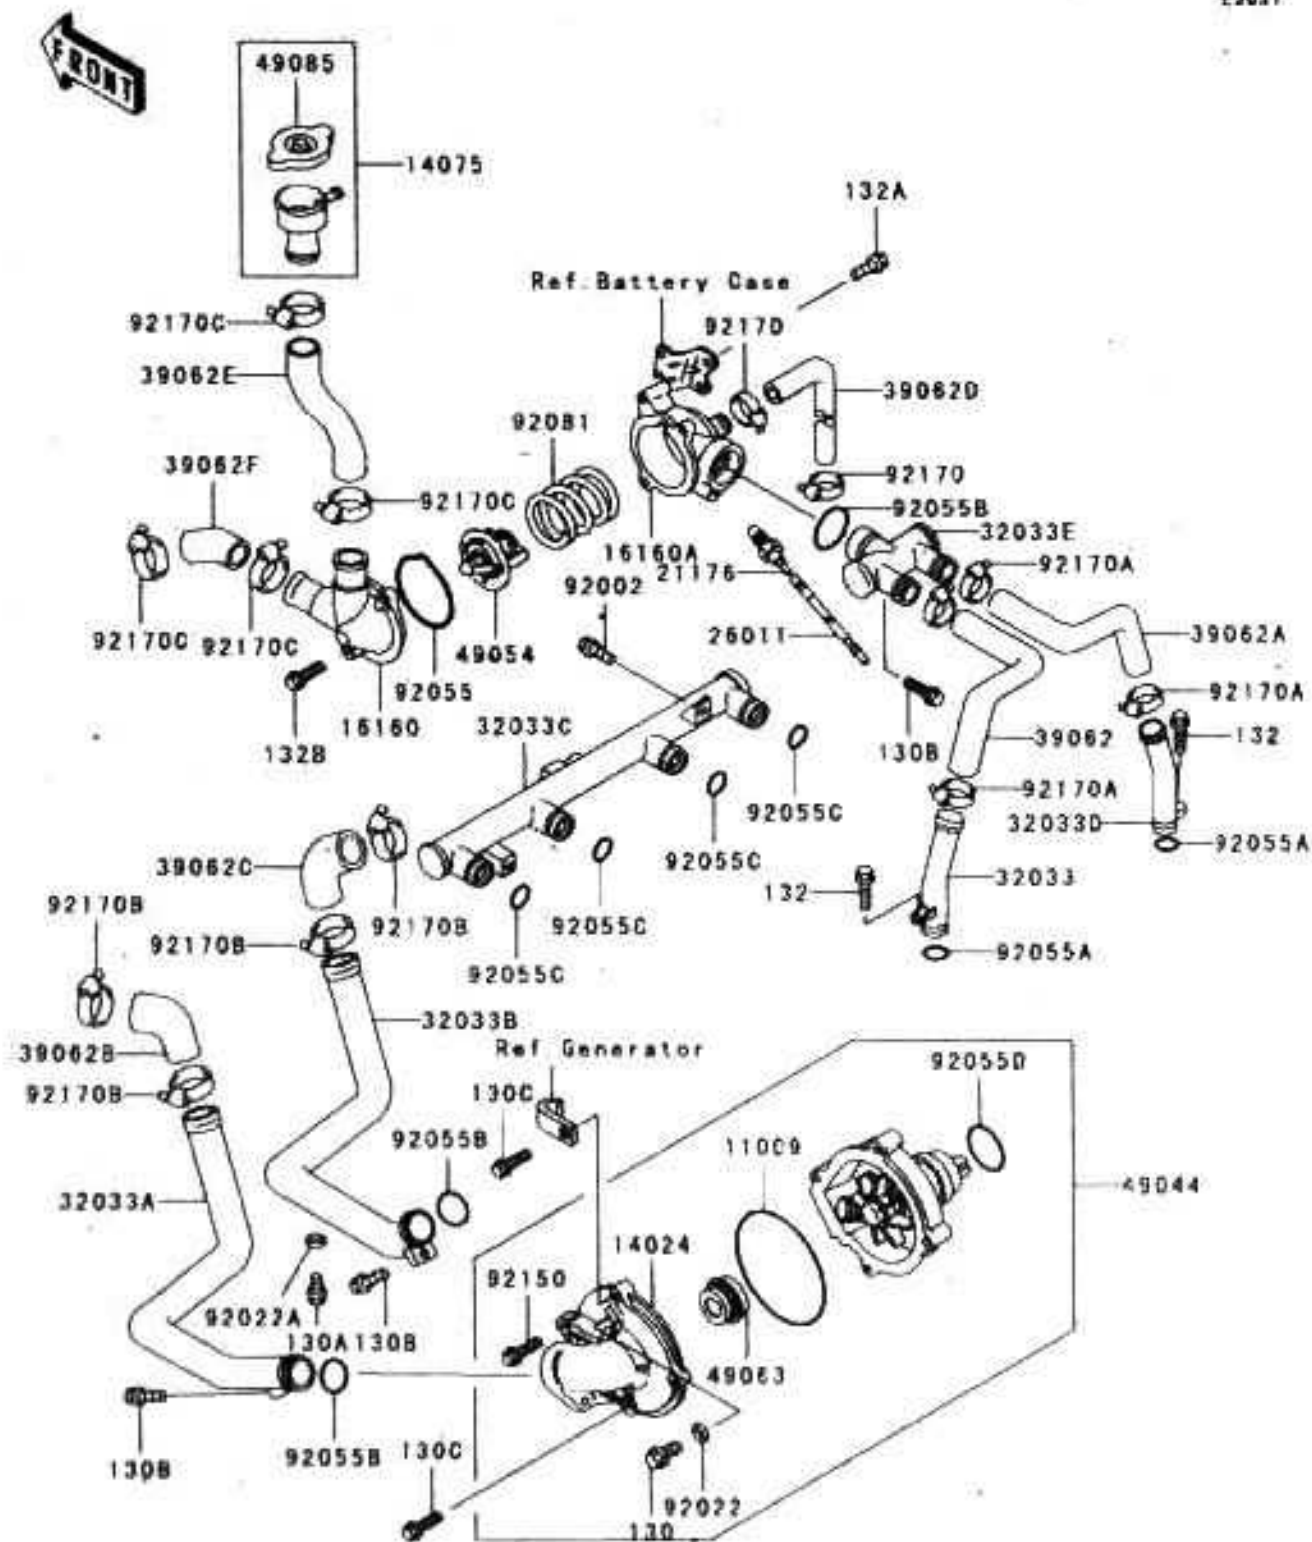 FRONT
49085
14075
132A
Ref.Battery Case
92170C
92170
39062E
39062D
92081
39062F
92170C
92170
92055B
32033E
16160A
21176
92170A
92002
92170C
92170C
49054
26011
39062A
92055
16160
32033C
92170A
132B
130B
39062
132
92055C
92170A
32033D
92055A
39062C
92055C
132
32033
92170B
92170B
92170B
92055C
92055A
92055C
32033B
Ref Generator
39062B
92055D
92170B
130C
92055B
11009
32033A
49044
14024
92150
92022A
130A
130B
49063
92055B
130C
130B
92022
130